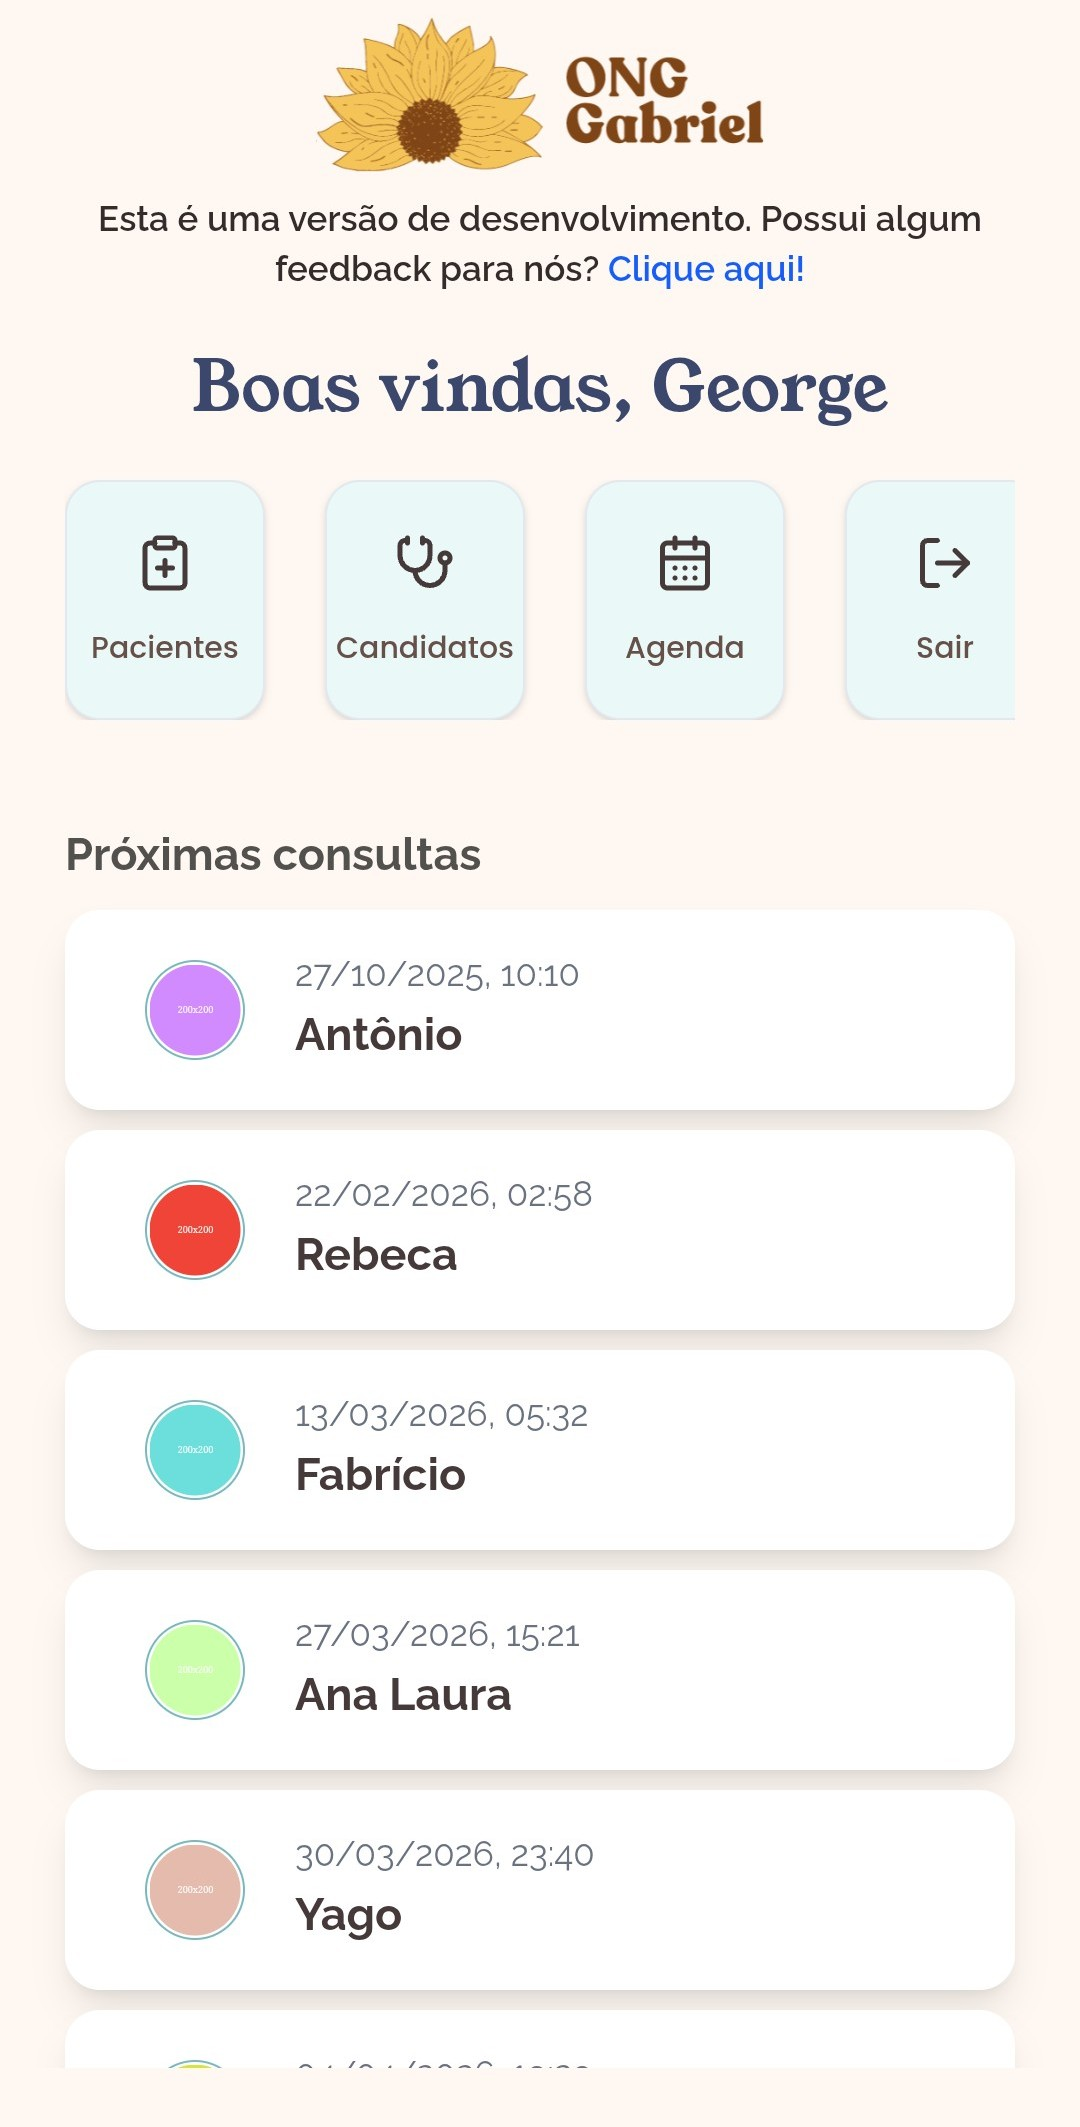 ONG
Gabriel
Esta é uma versão de desenvolvimento. Possui algum
feedback para nós? Clique aqui!
Boas vindas, George
Pacientes
Candidatos
Agenda
Sair
Próximas consultas
200x200
27/10/2025, 10:10
Antônio
200x200
22/02/2026, 02:58
Rebeca
200x200
13/03/2026, 05:32
Fabrício
200x200
27/03/2026, 15:21
Ana Laura
200x200
30/03/2026, 23:40
Yago